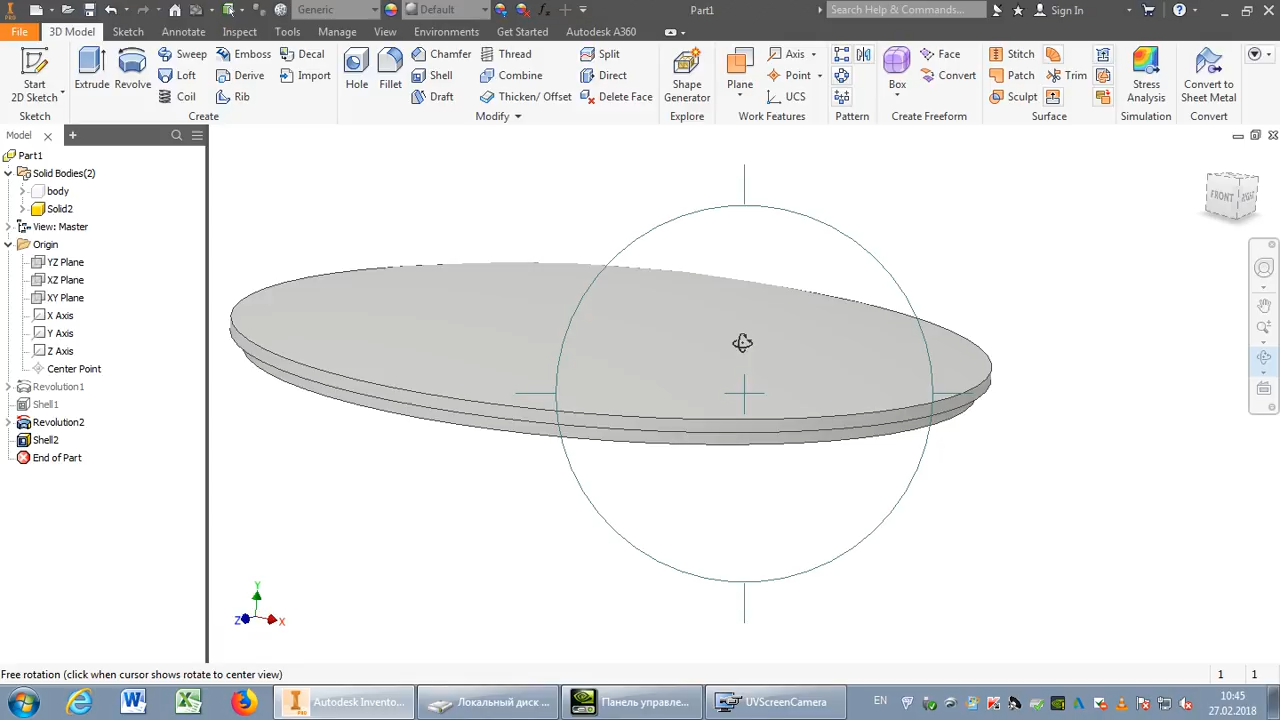 PRO
Generic
Default
Part1
Search Help & Commands...
Sign In
File
3D Model
Sketch
Annotate
Inspect
Tools
Manage
View
Environments
Get Started
Autodesk A360
Start
2D Sketch
Sketch
Extrude
Revolve
Sweep
Loft
Coil
Emboss
Derive
Rib
Decal
Import
Create
Hole
Fillet
Chamfer
Shell
Draft
Thread
Combine
Thicken/ Offset
Split
Direct
Delete Face
Modify
Shape
Generator
Explore
Plane
Axis
Point
UCS
Work Features
Pattern
Box
Face
Convert
Create Freeform
Stitch
Patch
Sculpt
Trim
Surface
Stress
Analysis
Simulation
Convert to
Sheet Metal
Convert
Model
Part1
Solid Bodies(2)
body
Solid2
View: Master
Origin
YZ Plane
XZ Plane
XY Plane
X Axis
Y Axis
Z Axis
Center Point
Revolution1
Shell1
Revolution2
Shell2
End of Part
FRONT
RIGHT
Y
Z
X
Free rotation (click when cursor shows rotate to center view)
1
1
Autodesk Invento...
Локальный диск ...
Панель управле...
UVScreenCamera
EN
10:45
27.02.2018